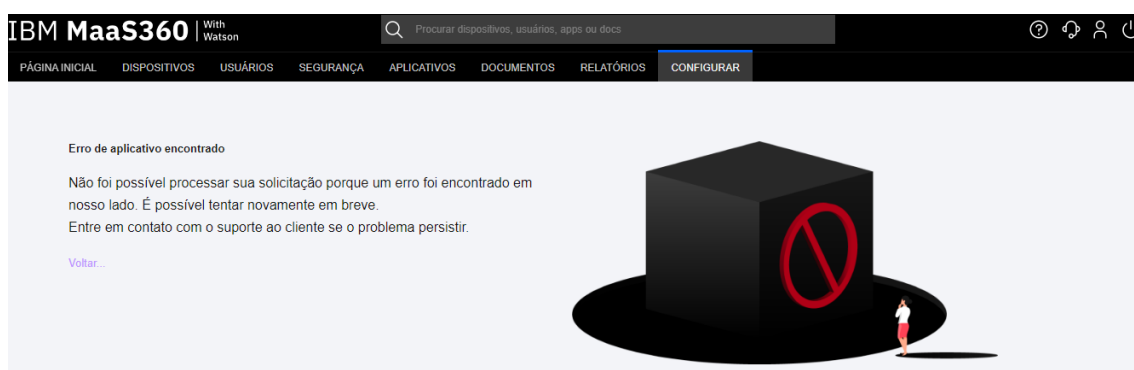 IBM MaaS360 | With Watson
Procurar dispositivos, usuários, apps ou docs
PÁGINA INICIAL DISPOSITIVOS USUÁRIOS SEGURANÇA APLICATIVOS DOCUMENTOS RELATÓRIOS CONFIGURAR
Erro de aplicativo encontrado
Não foi possível processar sua solicitação porque um erro foi encontrado em
nosso lado. É possível tentar novamente em breve.
Entre em contato com o suporte ao cliente se o problema persistir.
Voltar...